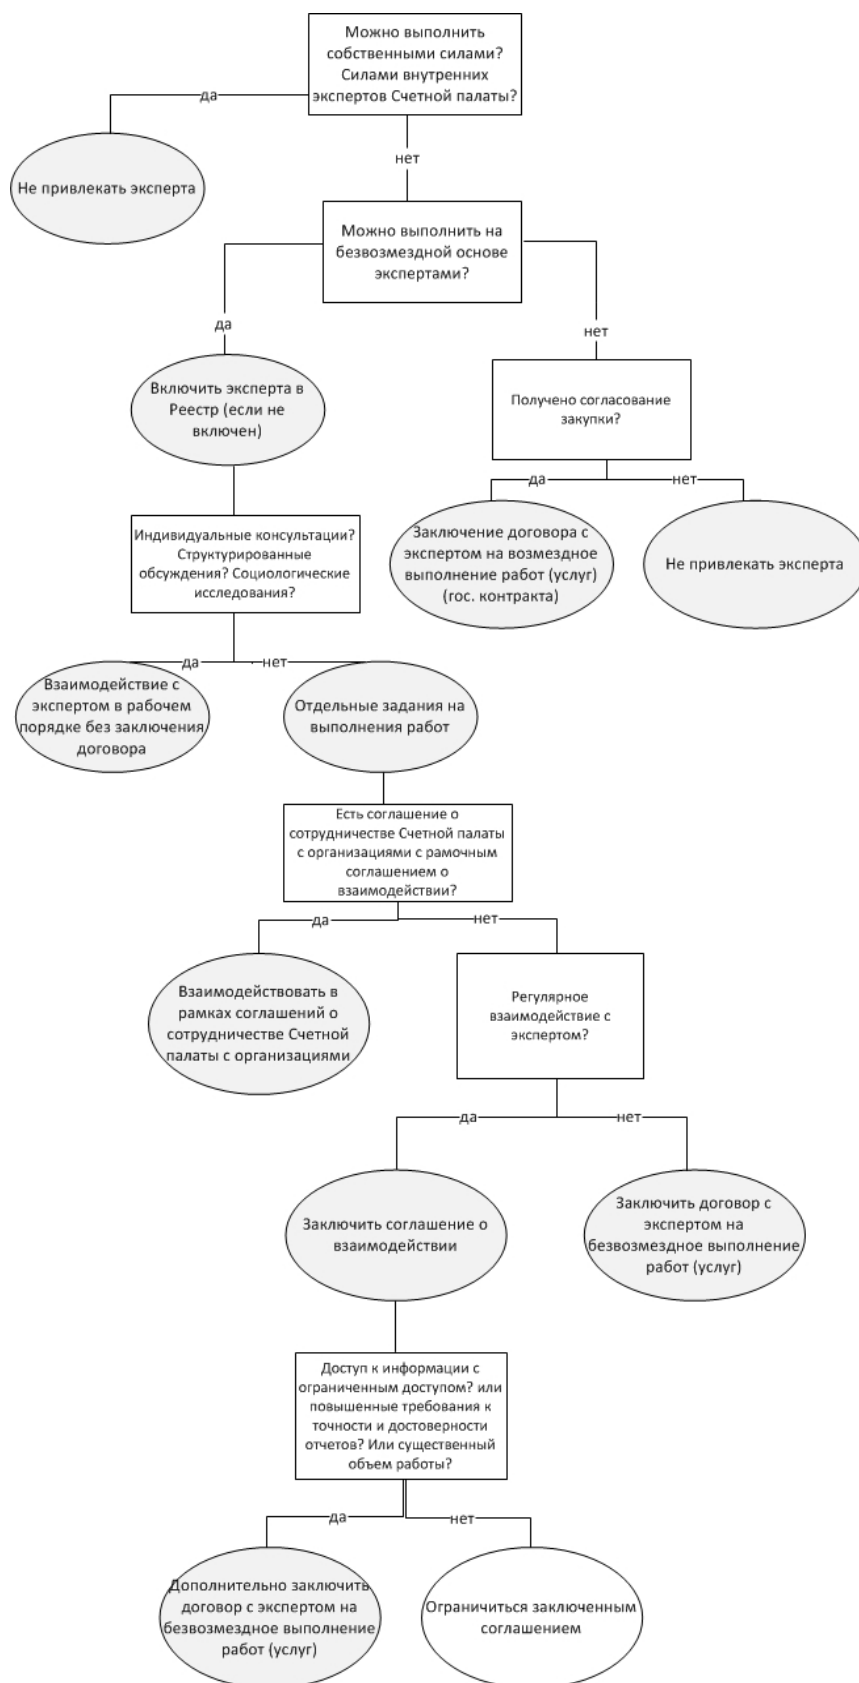 Можно выполнить
собственными силами?
Силами внутренних
экспертов Счетной палаты?
да
нет
Не привлекать эксперта
Можно выполнить на
безвозмездной основе
экспертами?
да
нет
Включить эксперта в
Реестр (если не
включен)
Получено согласование
закупки?
да
нет
Заключение договора с
экспертом на возмездное
выполнение работ (услуг)
(гос. контракта)
Не привлекать эксперта
Индивидуальные консультации?
Структурированные
обсуждения? Социологические
исследования?
да
нет
Взаимодействие с
экспертом в рабочем
порядке без заключения
договора
Отдельные задания на
выполнения работ
Есть соглашение о
сотрудничестве Счетной палаты
с организациями с рамочным
соглашением о
взаимодействии?
да
нет
Взаимодействовать в
рамках соглашений о
сотрудничестве Счетной
палаты с организациями
Регулярное
взаимодействие с
экспертом?
да
нет
Заключить соглашение о
взаимодействии
Заключить договор с
экспертом на
безвозмездное выполнение
работ (услуг)
Доступ к информации с
ограниченным доступом? или
повышенные требования к
точности и достоверности
отчетов? Или существенный
объем работы?
да
нет
Дополнительно заключить
договор с экспертом на
безвозмездное выполнение
работ (услуг)
Ограничиться заключенным
соглашением